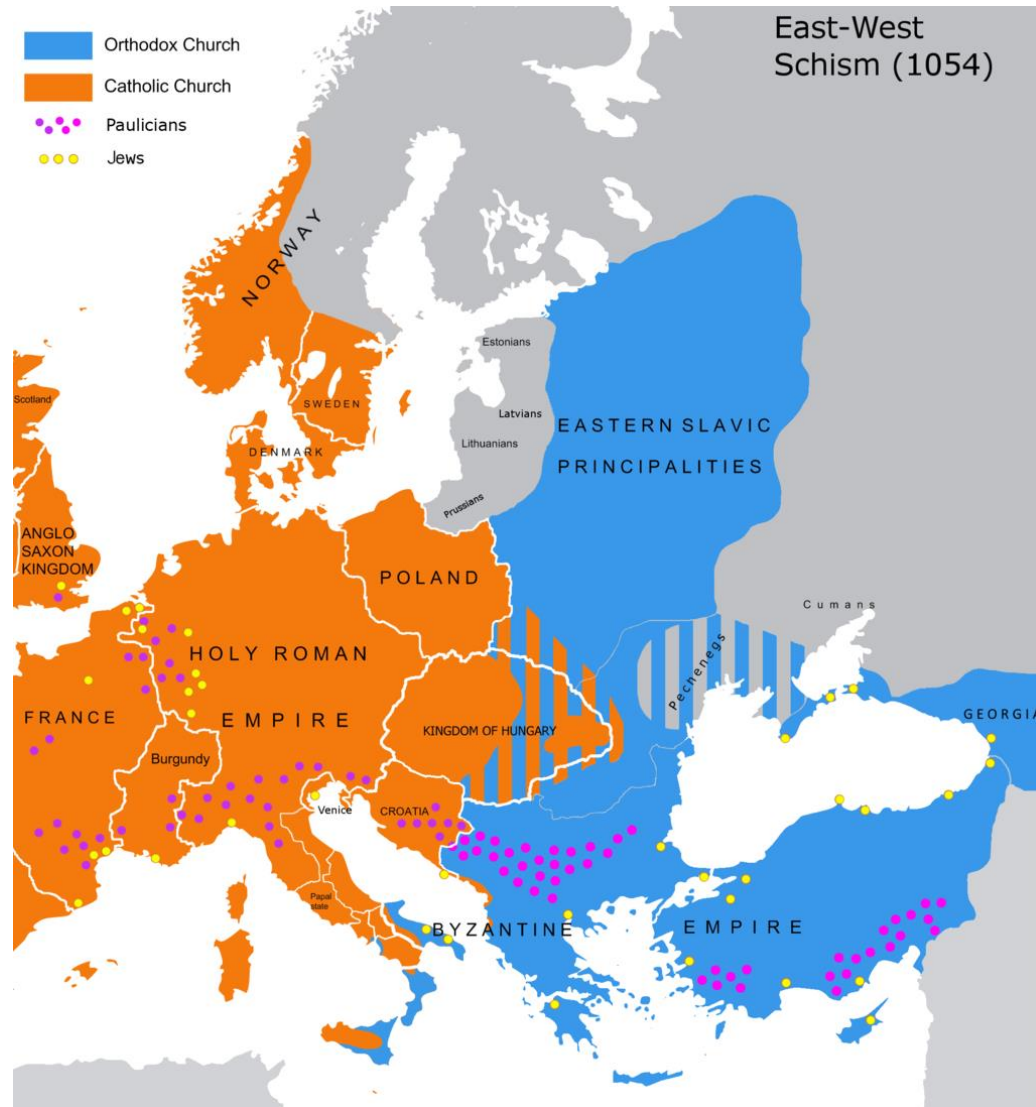 East-West
Schism (1054)
Orthodox Church
Catholic Church
Paulicians
Jews
NORWAY
SWEDEN
DENMARK
Estonians
Latvians
Lithuanians
Prussians
EASTERN SLAVIC
PRINCIPALITIES
Scotland
ANGLO
SAXON
KINGDOM
POLAND
Cumans
Pechenegs
HOLY ROMAN
EMPIRE
FRANCE
Burgundy
KINGDOM OF HUNGARY
GEORGIA
Venice
CROATIA
Papal
state
BYZANTINE EMPIRE